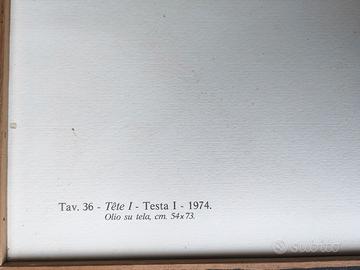 Tav. 36 - Tête I - Testa I - 1974.
Olio su tela, cm. 54x73.
subito